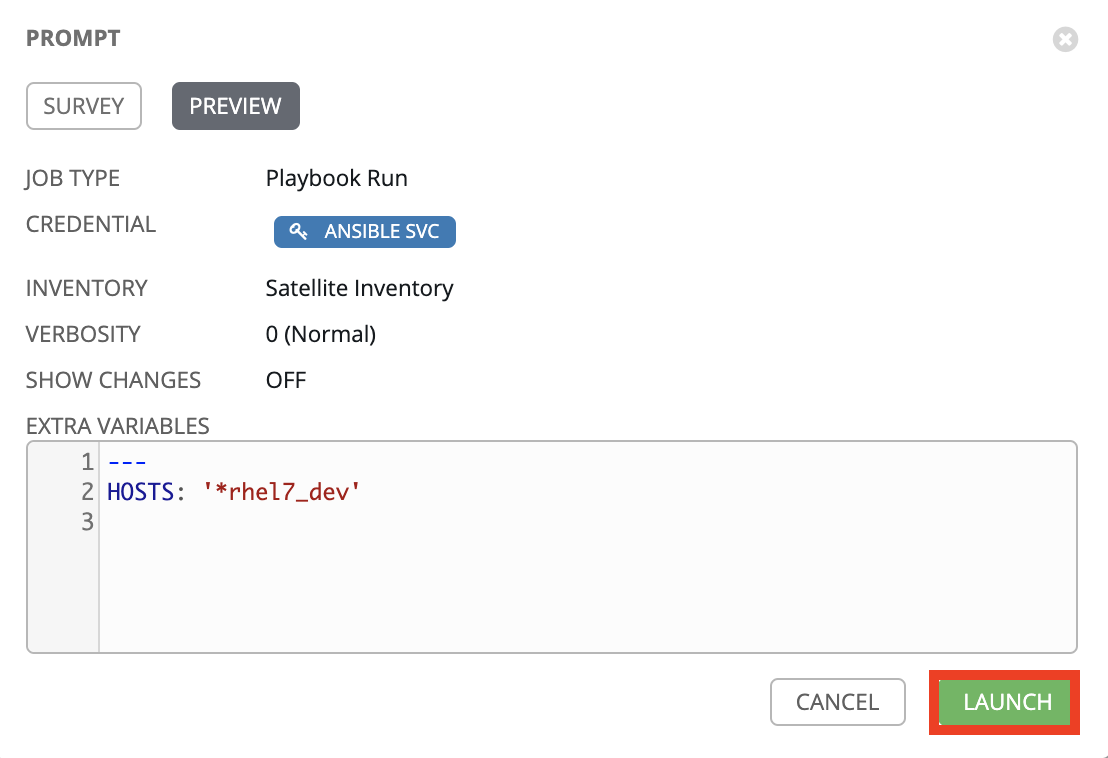 PROMPT
SURVEY PREVIEW
JOB TYPE Playbook Run
CREDENTIAL ANSIBLE SVC
INVENTORY Satellite Inventory
VERBOSITY 0 (Normal)
SHOW CHANGES OFF
EXTRA VARIABLES
1 ---
2 HOSTS: '*rhel7_dev'
3
CANCEL LAUNCH